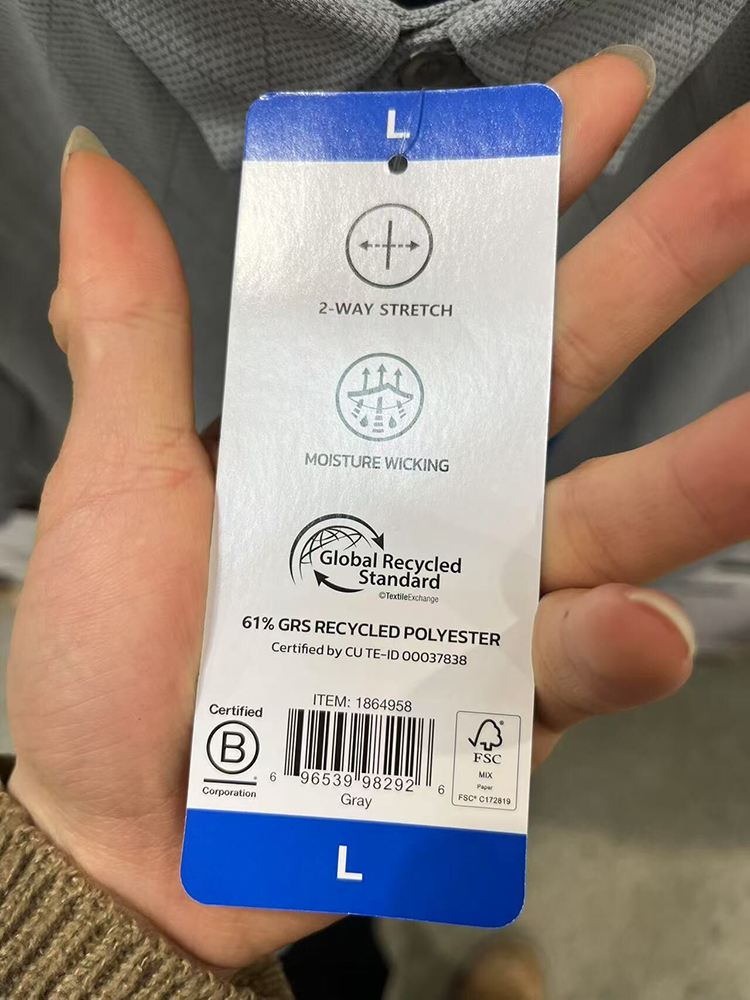 L
2-WAY STRETCH
MOISTURE WICKING
Global Recycled
Standard
©TextileExchange
61% GRS RECYCLED POLYESTER
Certified by CU TE-ID 00037838
ITEM: 1864958
Certified
B
®
Corporation
6 96539 98292 6
Gray
FSC
MIX
Paper
FSC® C172819
L